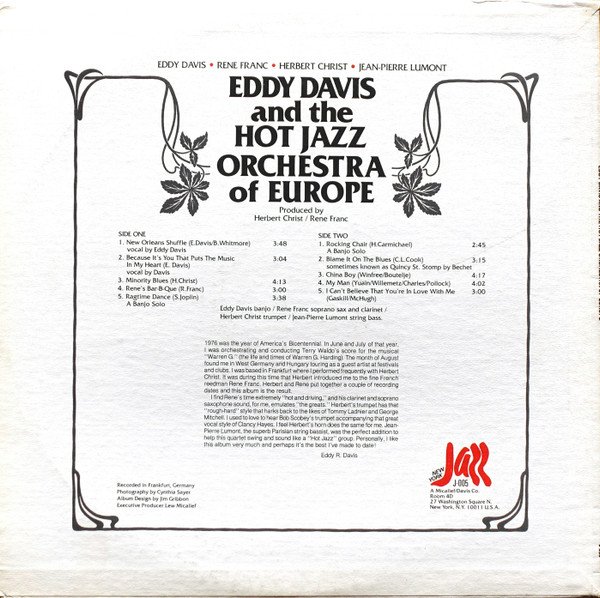 EDDY DAVIS • RENE FRANC • HERBERT CHRIST • JEAN-PIERRE LUMONT
EDDY DAVIS
and the
HOT JAZZ
ORCHESTRA
of EUROPE
Produced by
Herbert Christ / Rene Franc
SIDE ONE
1. New Orleans Shuffle (E.Davis/B.Whitmore) 3:48
vocal by Eddy Davis
2. Because It's You That Puts The Music 3:04
In My Heart (E. Davis)
vocal by Davis
3. Minority Blues (H.Christ) 4:13
4. Rene's Bar-B-Que (R.Franc) 3:00
5. Ragtime Dance (S.Joplin) 3:38
A Banjo Solo
SIDE TWO
1. Rocking Chair (H.Carmichael) 2:45
A Banjo Solo
2. Blame It On The Blues (C.L.Cook) 3:15
sometimes known as Quincy St. Stomp by Bechet
3. China Boy (Winfree/Boutelje) 4:17
4. My Man (Yuain/Willemetz/Charles/Pollock) 4:02
5. I Can't Believe That You're In Love With Me 3:00
(Gaskill/McHugh)
Eddy Davis banjo / Rene Franc soprano sax and clarinet /
Herbert Christ trumpet / Jean-Pierre Lumont string bass.
1976 was the year of America's Bicentennial. In June and July of that year,
I was orchestrating and conducting Terry Waldo's score for the musical
"Warren G." (the life and times of Warren G. Harding). The month of August
found me in West Germany and Hungary touring as a guest artist at festivals
and clubs. I was based in Frankfurt where I performed frequently with Herbert
Christ. It was during this time that Herbert introduced me to the fine French
reedman Rene Franc. Herbert and Rene put together a couple of recording
dates and this album is the result.
I find Rene's time extremely "hot and driving," and his clarinet and soprano
saxophone sound, for me, emulates "the greats." Herbert's trumpet has that
"rough-hand" style that harks back to the likes of Tommy Ladnier and George
Mitchell. I used to love to hear Bob Scobey's trumpet accompanying that great
vocal style of Clancy Hayes. I feel Herbert's horn does the same for me. Jean-
Pierre Lumont, the superb Parisian string bassist, was the perfect addition to
help this quartet swing and sound like a "Hot Jazz" group. Personally, I like
this album very much and perhaps it's the best I've made to date!
Eddy R. Davis
Recorded in Frankfurt, Germany
Photography by Cynthia Sayer
Album Design by Jim Gribbon
Executive Producer Lew Micallef
NEW YORK
Jazz
J-005
A Micallef/Davis Co.
Room 4D
27 Washington Square N.
New York, N.Y. 10011 U.S.A.